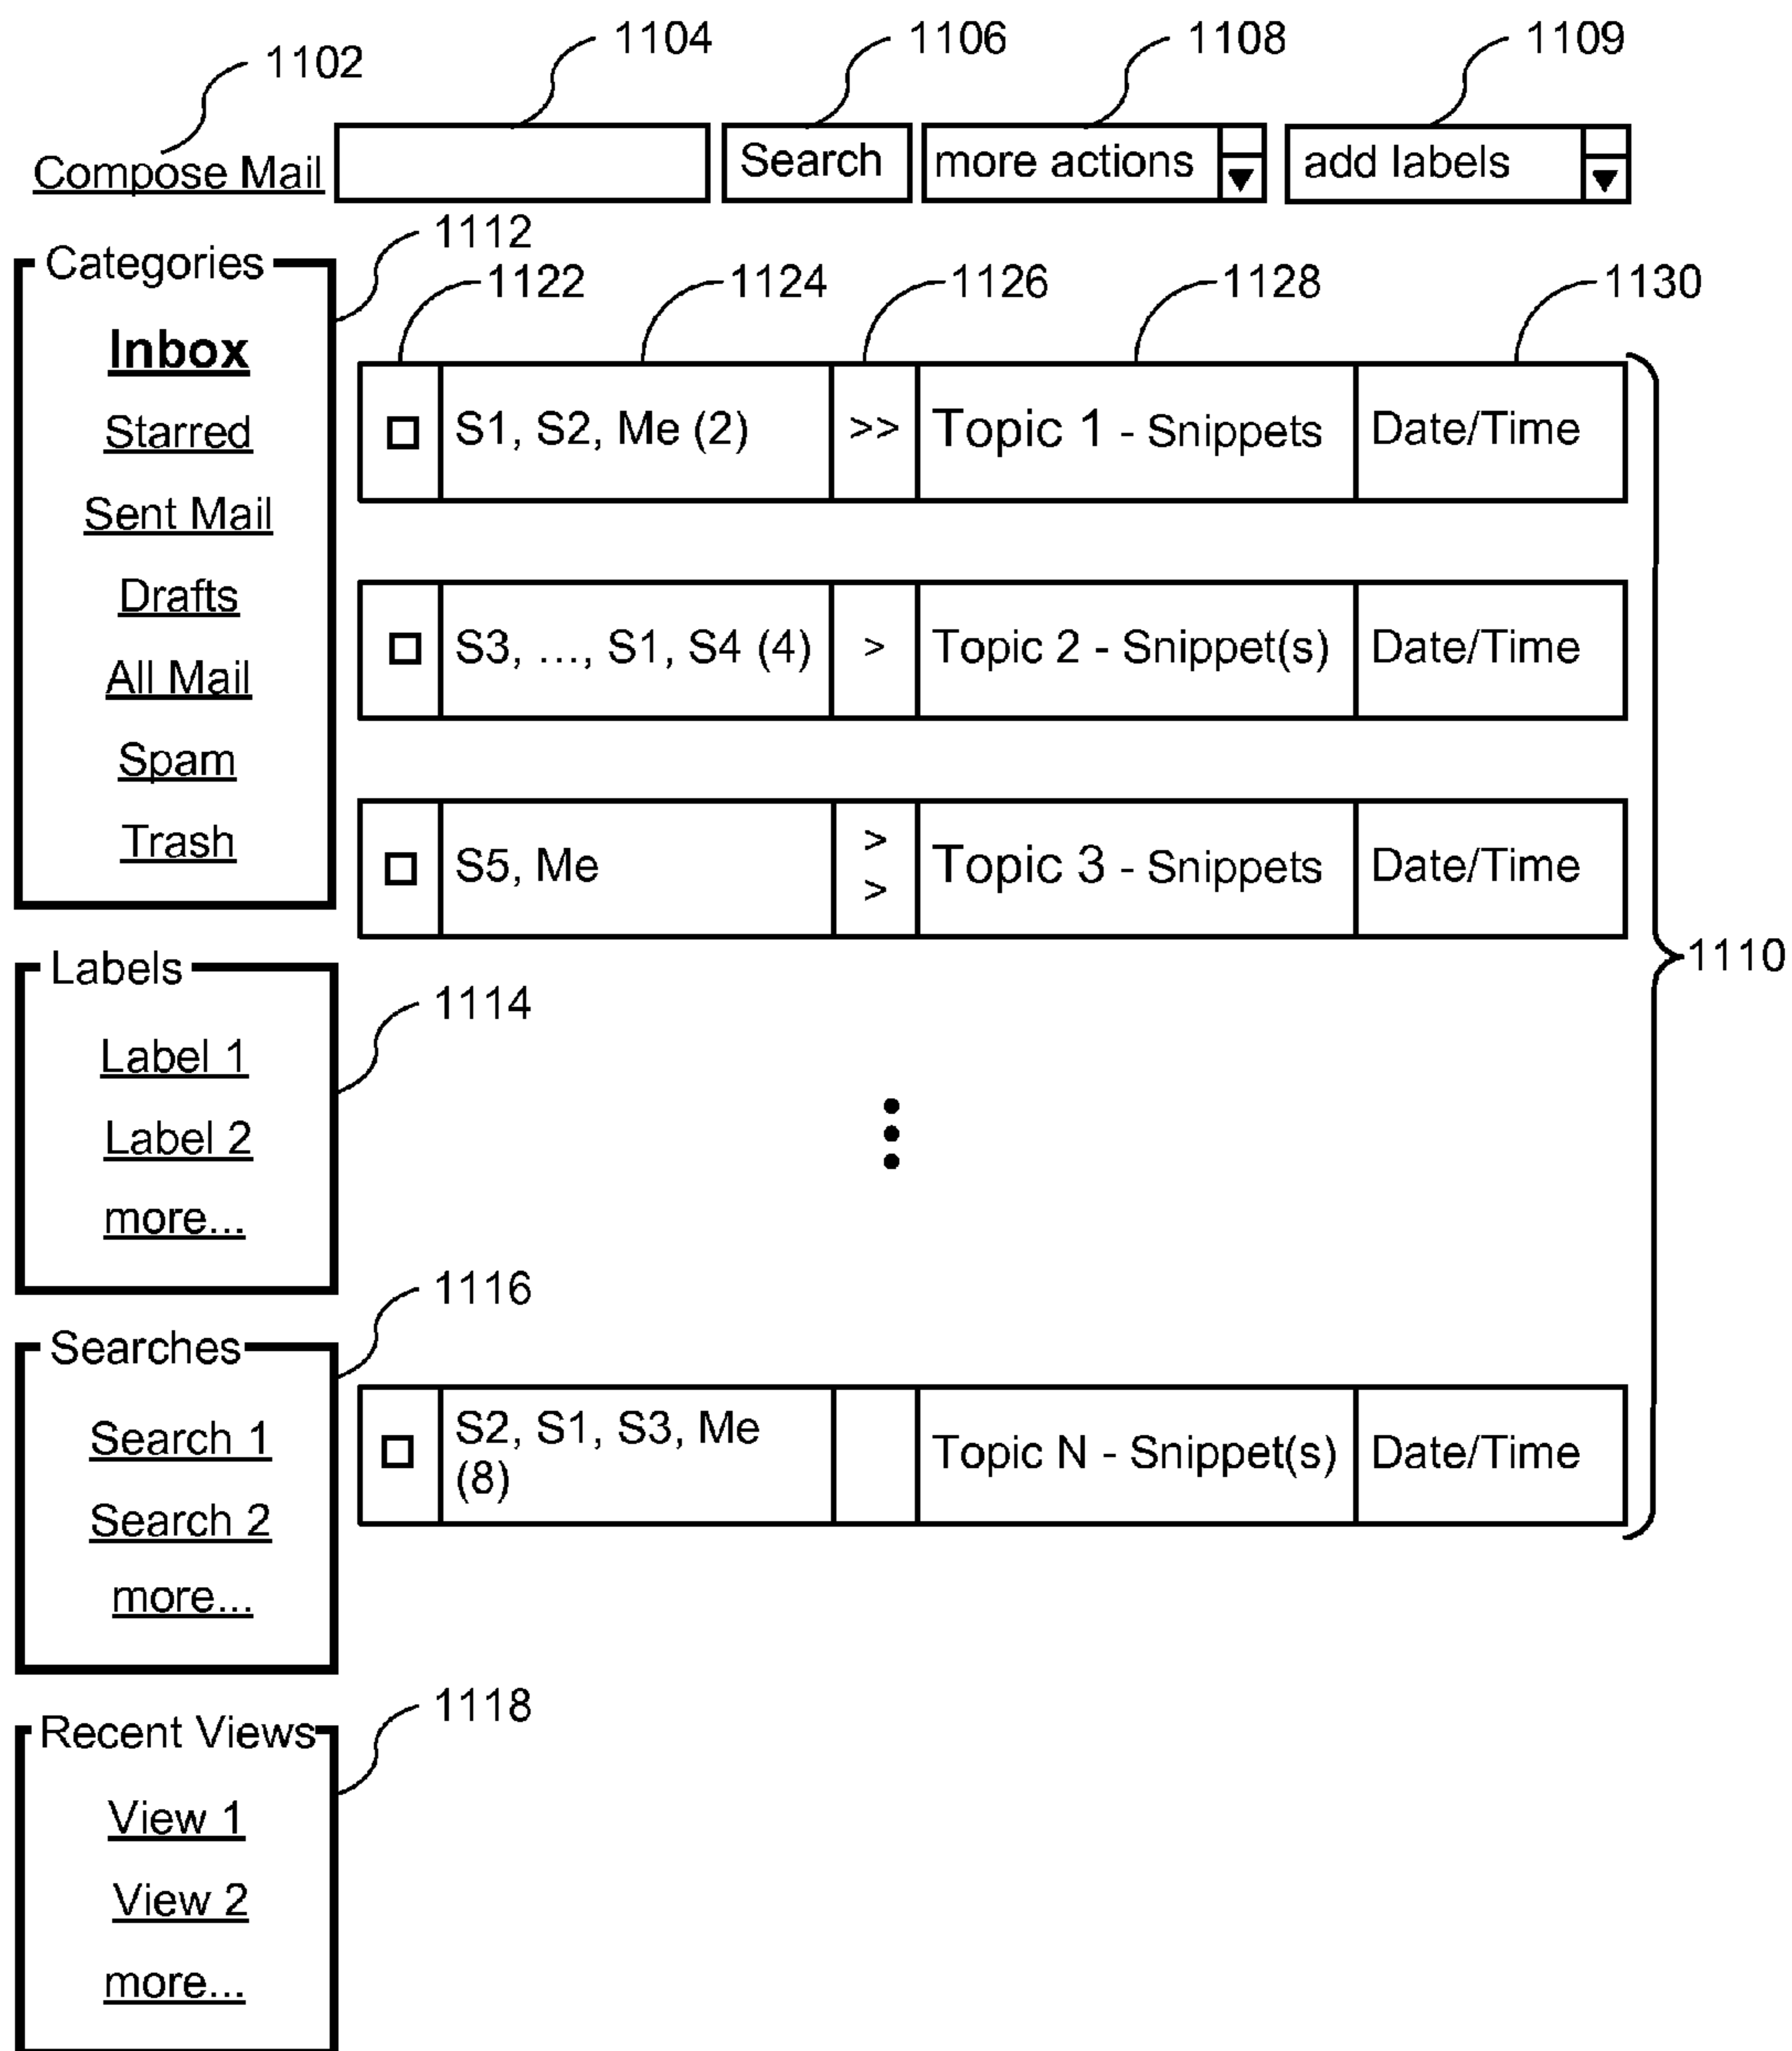 1102
1104
1106
1108
1109
Compose Mail
Search
more actions
add labels
Categories
1112
Inbox
Starred
Sent Mail
Drafts
All Mail
Spam
Trash
1122
1124
1126
1128
1130
S1, S2, Me (2)
>>
Topic 1 - Snippets
Date/Time
S3, ..., S1, S4 (4)
>
Topic 2 - Snippet(s)
Date/Time
S5, Me
>
>
Topic 3 - Snippets
Date/Time
1110
Labels
1114
Label 1
Label 2
more...
Searches
1116
Search 1
Search 2
more...
S2, S1, S3, Me
(8)
Topic N - Snippet(s)
Date/Time
Recent Views
1118
View 1
View 2
more...